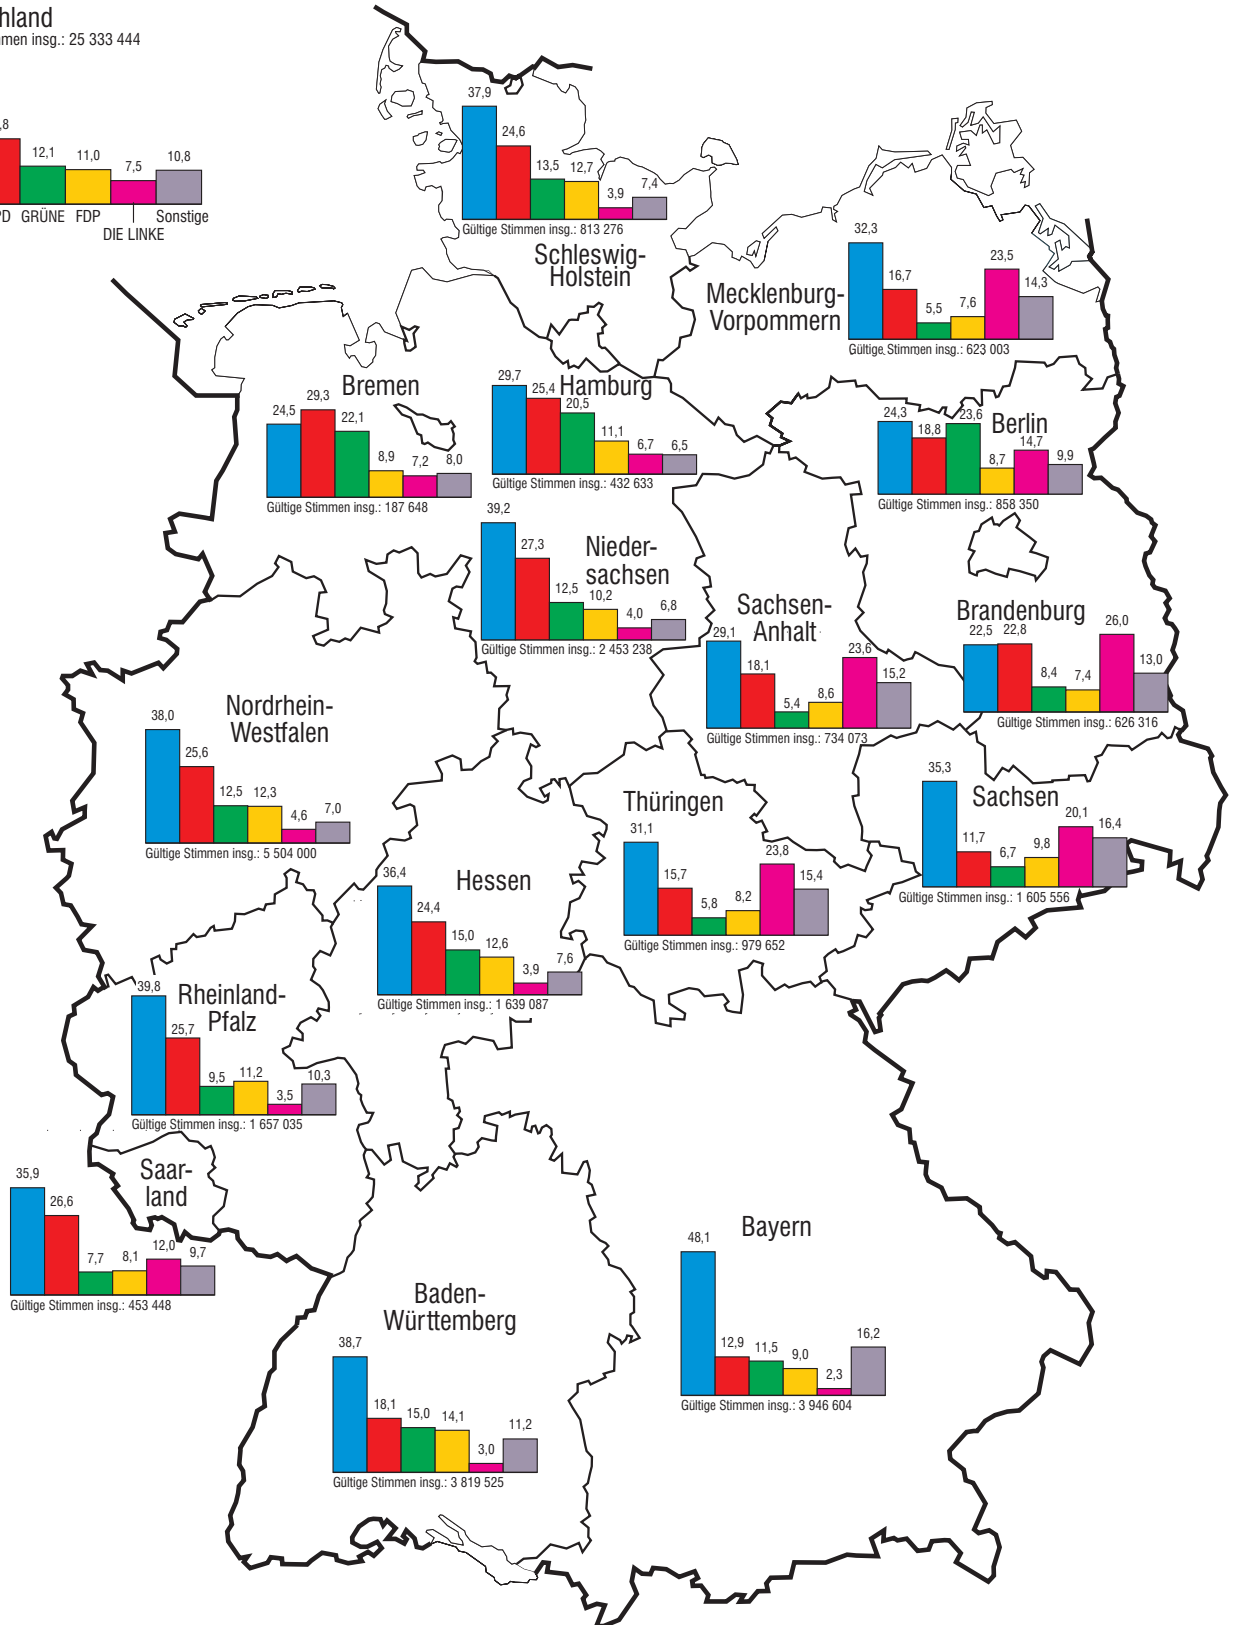 hland
men insg.: 25 333 444
,8
12,1
11,0
7,5
10,8
PD GRÜNE FDP
DIE LINKE
Sonstige
37,9
24,6
13,5
12,7
3,9
7,4
Gültige Stimmen insg.: 813 276
Schleswig-
Holstein
32,3
16,7
5,5
7,6
23,5
14,3
Gültige Stimmen insg.: 623 003
Mecklenburg-
Vorpommern
Bremen
24,5
29,3
22,1
8,9
7,2
8,0
Gültige Stimmen insg.: 187 648
Hamburg
29,7
25,4
20,5
11,1
6,7
6,5
Gültige Stimmen insg.: 432 633
Berlin
24,3
18,8
23,6
8,7
14,7
9,9
Gültige Stimmen insg.: 858 350
Nieder-
sachsen
39,2
27,3
12,5
10,2
4,0
6,8
Gültige Stimmen insg.: 2 453 238
Sachsen-
Anhalt
29,1
18,1
5,4
8,6
23,6
15,2
Gültige Stimmen insg.: 734 073
Brandenburg
22,5
22,8
8,4
7,4
26,0
13,0
Gültige Stimmen insg.: 626 316
Nordrhein-
Westfalen
38,0
25,6
12,5
12,3
4,6
7,0
Gültige Stimmen insg.: 5 504 000
Thüringen
31,1
15,7
5,8
8,2
23,8
15,4
Gültige Stimmen insg.: 979 652
Sachsen
35,3
11,7
6,7
9,8
20,1
16,4
Gültige Stimmen insg.: 1 605 556
Hessen
36,4
24,4
15,0
12,6
3,9
7,6
Gültige Stimmen insg.: 1 639 087
Rheinland-
Pfalz
39,8
25,7
9,5
11,2
3,5
10,3
Gültige Stimmen insg.: 1 657 035
Saar-
land
35,9
26,6
7,7
8,1
12,0
9,7
Gültige Stimmen insg.: 453 448
Bayern
48,1
12,9
11,5
9,0
2,3
16,2
Gültige Stimmen insg.: 3 946 604
Baden-
Württemberg
38,7
18,1
15,0
14,1
3,0
11,2
Gültige Stimmen insg.: 3 819 525